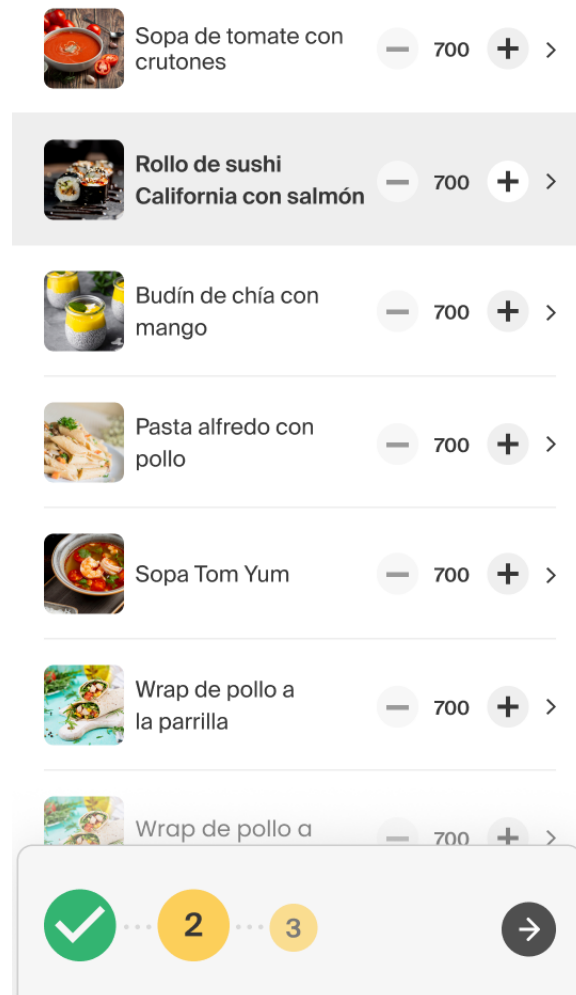 Sopa de tomate con
crutones
700
Rollo de sushi
California con salmón
700
Budín de chía con
mango
700
Pasta alfredo con
pollo
700
Sopa Tom Yum
700
Wrap de pollo a
la parrilla
700
Wrap de pollo a
700
2
3